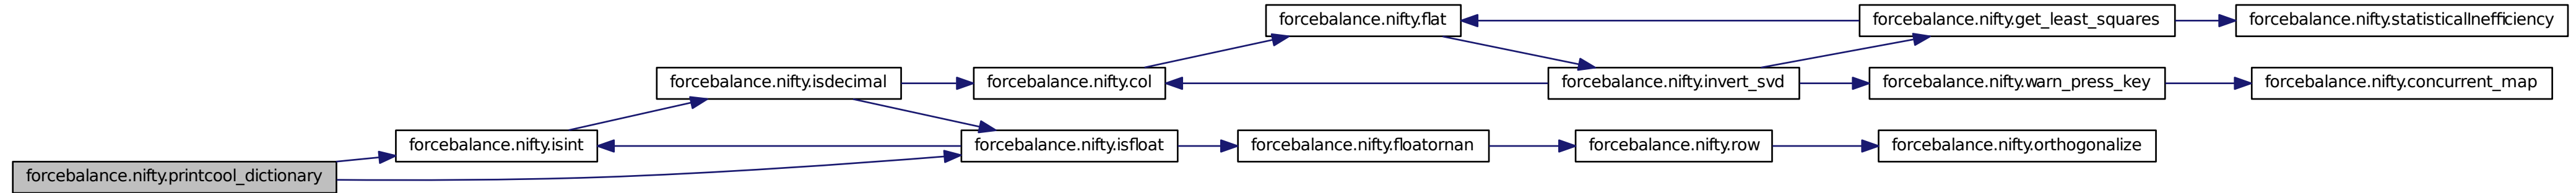 forcebalance.nifty.flat
forcebalance.nifty.get_least_squares
forcebalance.nifty.statisticalInefficiency
forcebalance.nifty.isdecimal
forcebalance.nifty.col
forcebalance.nifty.invert_svd
forcebalance.nifty.warn_press_key
forcebalance.nifty.concurrent_map
forcebalance.nifty.isint
forcebalance.nifty.isfloat
forcebalance.nifty.floatornan
forcebalance.nifty.row
forcebalance.nifty.orthogonalize
forcebalance.nifty.printcool_dictionary